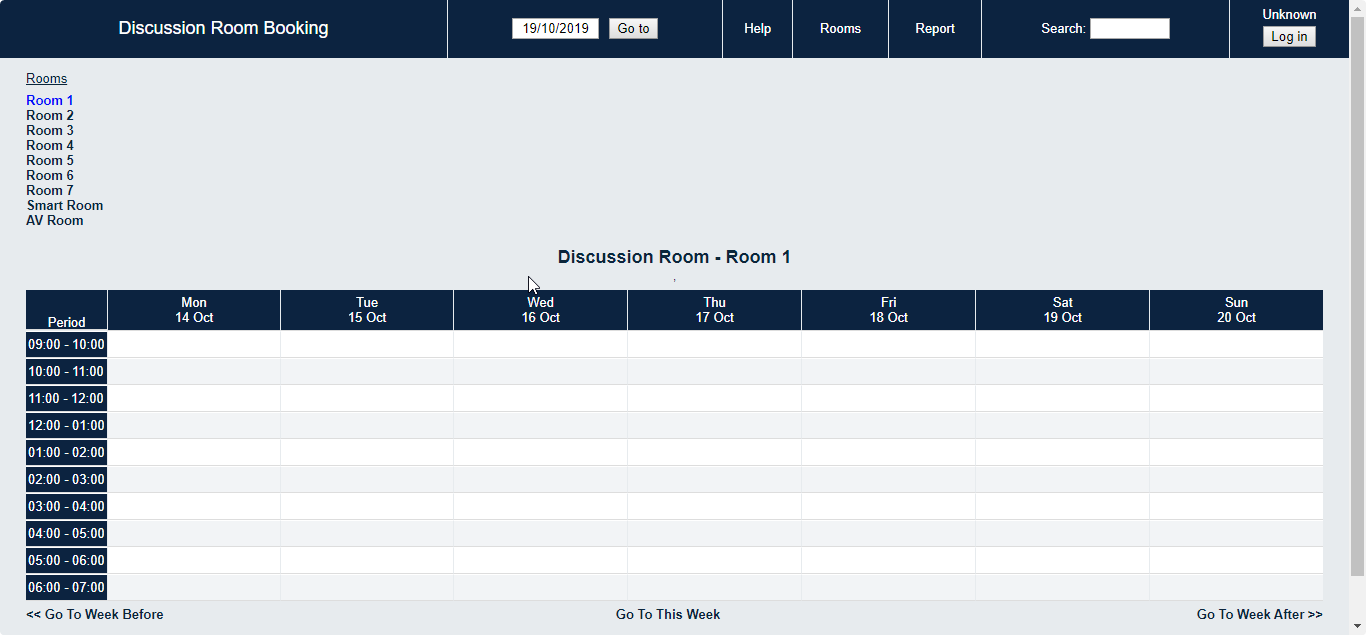 Discussion Room Booking
19/10/2019 Go to
Help
Rooms
Report
Search:
Unknown
Log in
Rooms
Room 1
Room 2
Room 3
Room 4
Room 5
Room 6
Room 7
Smart Room
AV Room
Discussion Room - Room 1
,
Period
Mon
14 Oct
Tue
15 Oct
Wed
16 Oct
Thu
17 Oct
Fri
18 Oct
Sat
19 Oct
Sun
20 Oct
09:00 - 10:00
10:00 - 11:00
11:00 - 12:00
12:00 - 01:00
01:00 - 02:00
02:00 - 03:00
03:00 - 04:00
04:00 - 05:00
05:00 - 06:00
06:00 - 07:00
<< Go To Week Before
Go To This Week
Go To Week After >>